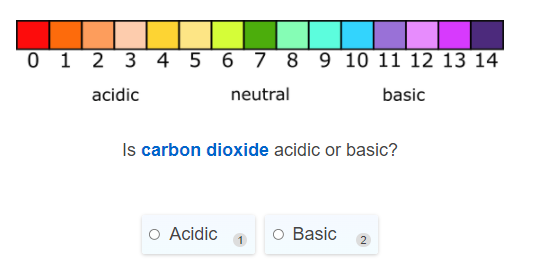 0 1 2 3 4 5 6 7 8 9 10 11 12 13 14
acidic neutral basic
Is carbon dioxide acidic or basic?
Acidic 1 Basic 2